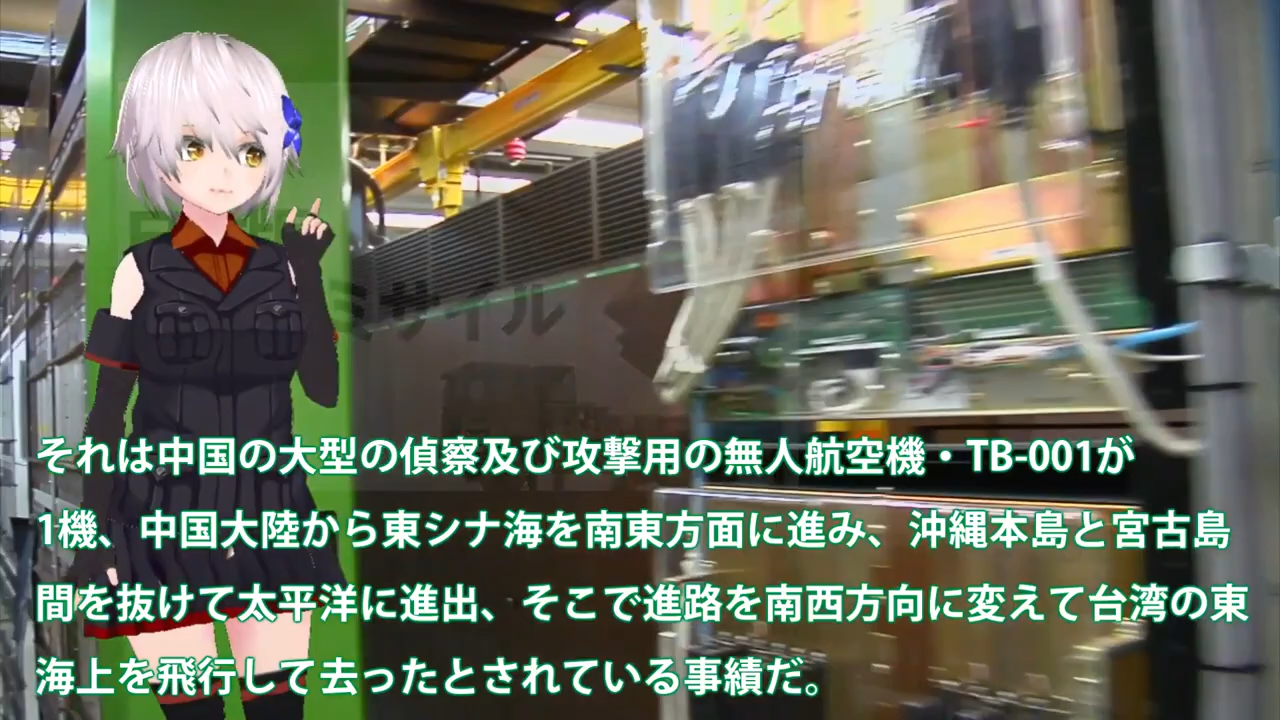 ミサイル
それは中国の大型の偵察及び攻撃用の無人航空機・TB-001が
1機、中国大陸から東シナ海を南東方面に進み、沖縄本島と宮古島
間を抜けて太平洋に進出、そこで進路を南西方向に変えて台湾の東
海上を飛行して去ったとされている事績だ。